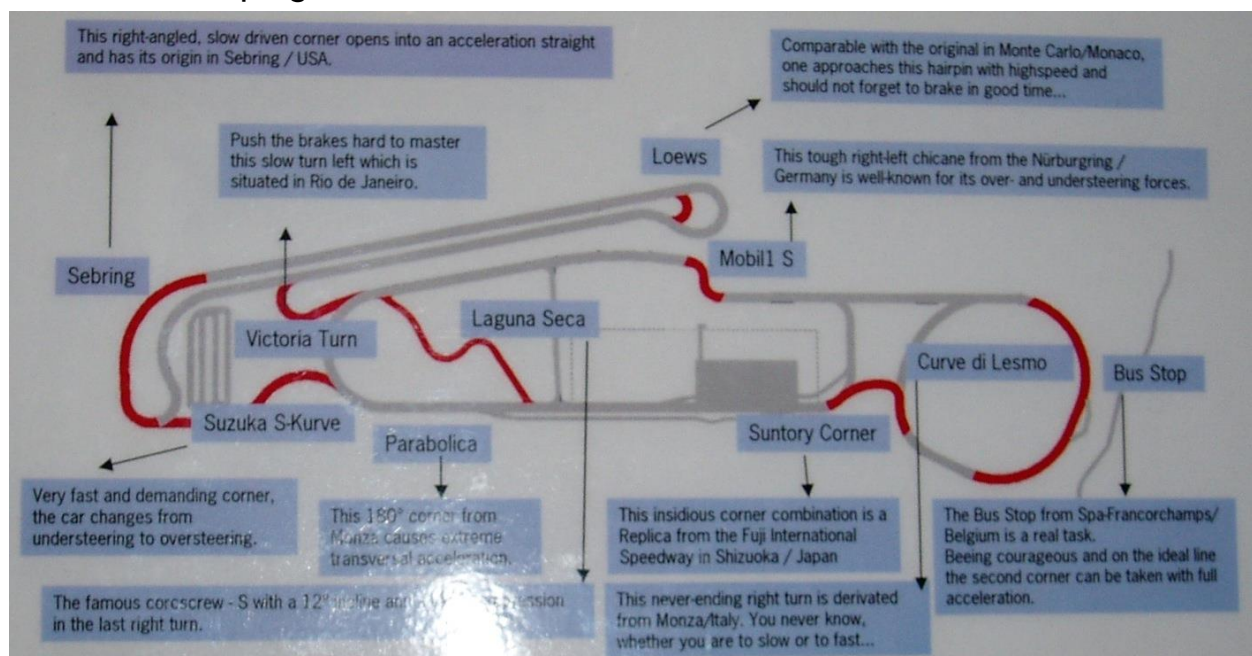 This right-angled, slow driven corner opens into an acceleration straight
and has its origin in Sebring / USA.
Comparable with the original in Monte Carlo/Monaco,
one approaches this hairpin with highspeed and
should not forget to brake in good time...
Push the brakes hard to master
this slow turn left which is
situated in Rio de Janeiro.
Loews
This tough right-left chicane from the Nürburgring /
Germany is well-known for its over- and understeering forces.
Sebring
Mobil1 S
Laguna Seca
Victoria Turn
Curve di Lesmo
Bus Stop
Suzuka S-Kurve
Parabolica
Suntory Corner
Very fast and demanding corner,
the car changes from
understeering to oversteering.
This 180° corner from
Monza causes extreme
transversal acceleration.
This insidious corner combination is a
Replica from the Fuji International
Speedway in Shizuoka / Japan
The Bus Stop from Spa-Francorchamps/
Belgium is a real task.
Beeing courageous and on the ideal line
the second corner can be taken with full
acceleration.
The famous corcscrew - S with a 12° incline and
in the last right turn.
This never-ending right turn is derivated
from Monza/Italy. You never know,
whether you are to slow or to fast...